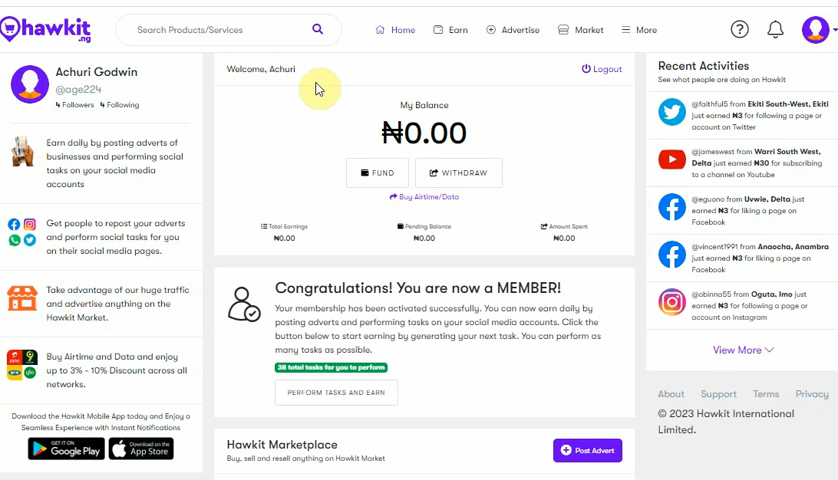 hawkit
.ng
Search Products/Services
Home
Earn
Advertise
Market
More
Achuri Godwin
@age224
4 Followers 4 Following
Earn daily by posting adverts of
businesses and performing social
tasks on your social media
accounts
Get people to repost your adverts
and perform social tasks for you
on their social media pages.
Take advantage of our huge traffic
and advertise anything on the
Hawkit Market.
Buy Airtime and Data and enjoy
up to 3% - 10% Discount across all
networks.
Download the Hawkit Mobile App today and Enjoy a
Seamless Experience with Instant Notifications
GET IT ON
Google Play
Download on the
App Store
Welcome, Achuri
Logout
My Balance
₦0.00
FUND
WITHDRAW
Buy Airtime/Data
Total Earnings
₦0.00
Pending Balance
₦0.00
Amount Spent
₦0.00
Congratulations! You are now a MEMBER!
Your membership has been activated successfully. You can now earn daily by
posting adverts and performing tasks on your social media accounts. Click the
button below to start earning by generating your next task. You can perform as
many tasks as possible.
38 total tasks for you to perform
PERFORM TASKS AND EARN
Hawkit Marketplace
Buy, sell and resell anything on Hawkit Market
Post Advert
Recent Activities
See what people are doing on Hawkit
@faithful5 from Ekiti South-West, Ekiti
just earned ₦3 for following a page or
account on Twitter
@jameswest from Warri South West,
Delta just earned ₦30 for subscribing
to a channel on Youtube
@eguono from Uvwie, Delta just
earned ₦3 for liking a page on
Facebook
@vincent1991 from Anaocha, Anambra
just earned ₦3 for liking a page on
Facebook
@obinna55 from Oguta, Imo just
earned ₦3 for following a page or
account on Instagram
View More
About Support Terms Privacy
© 2023 Hawkit International
Limited.